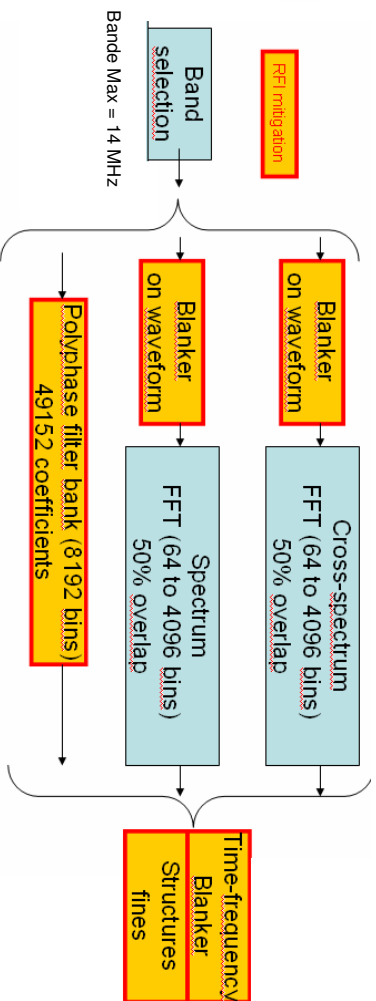 RFI mitigation
Band
selection
Bande Max = 14 MHz
Blanker
on waveform
Cross-spectrum
FFT (64 to 4096 bins)
50% overlap
Blanker
on waveform
Spectrum
FFT (64 to 4096 bins)
50% overlap
Polyphase filter bank (8192 bins)
49152 coefficients
Time-frequency
Blanker
Structures
fines